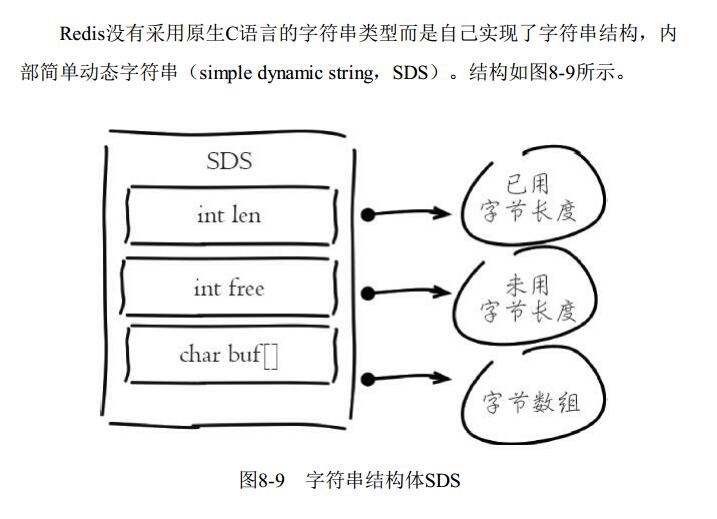 Redis没有采用原生C语言的字符串类型而是自己实现了字符串结构，内
部简单动态字符串（simple dynamic string，SDS）。结构如图8-9所示。
SDS
int len
已用
字节长度
int free
未用
字节长度
char buf[]
字节数组
图8-9 字符串结构体SDS